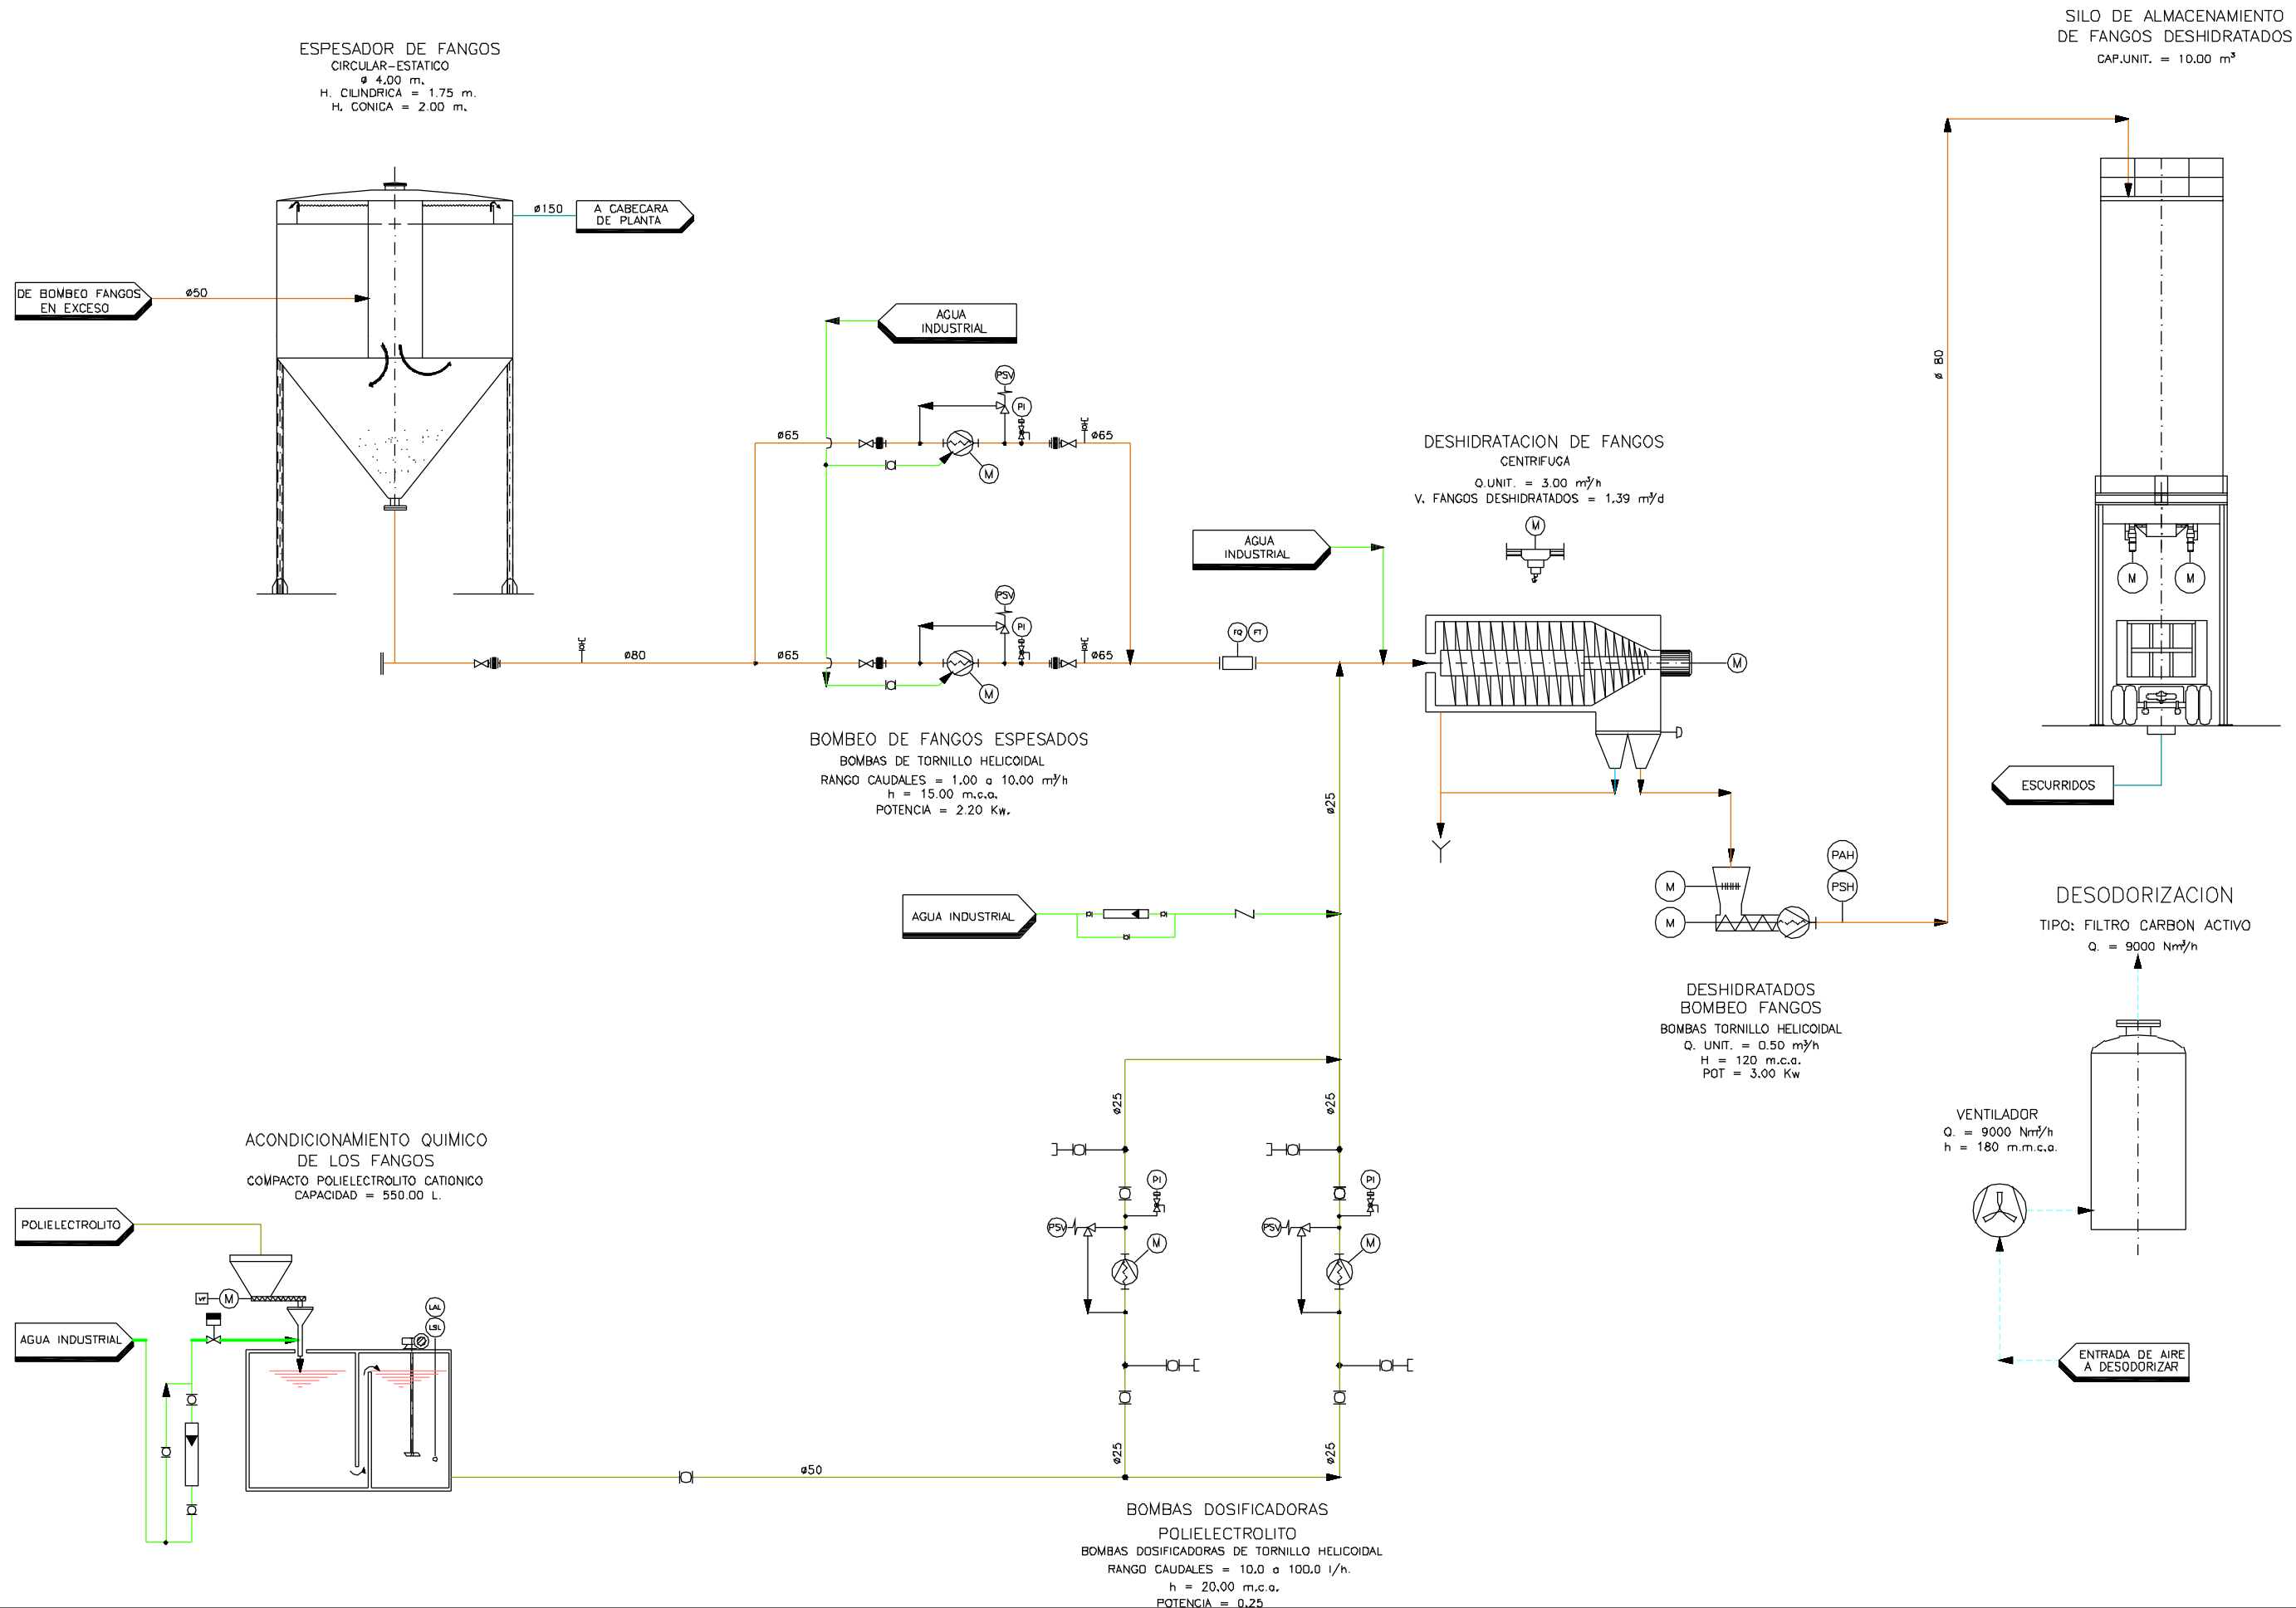 SILO DE ALMACENAMIENTO
DE FANGOS DESHIDRATADOS
CAP.UNIT. = 10.00 m³
ESPESADOR DE FANGOS
CIRCULAR-ESTATICO
ø 4.00 m.
H. CILINDRICA = 1.75 m.
H. CONICA = 2.00 m.
ø150
A CABECARA
DE PLANTA
DE BOMBEO FANGOS
EN EXCESO
ø50
AGUA
INDUSTRIAL
PSV
PI
ø65
ø65
M
ø 80
DESHIDRATACION DE FANGOS
CENTRIFUGA
Q.UNIT. = 3.00 m³/h
V. FANGOS DESHIDRATADOS = 1.39 m³/d
M
AGUA
INDUSTRIAL
M
M
PSV
PI
FQ
FT
ø80
ø65
ø65
M
M
BOMBEO DE FANGOS ESPESADOS
BOMBAS DE TORNILLO HELICOIDAL
RANGO CAUDALES = 1.00 a 10.00 m³/h
h = 15.00 m.c.a.
POTENCIA = 2.20 Kw.
ø25
ESCURRIDOS
PAH
PSH
M
M
AGUA INDUSTRIAL
DESHIDRATADOS
BOMBEO FANGOS
BOMBAS TORNILLO HELICOIDAL
Q. UNIT. = 0.50 m³/h
H = 120 m.c.a.
POT = 3.00 Kw
DESODORIZACION
TIPO: FILTRO CARBON ACTIVO
Q. = 9000 Nm³/h
VENTILADOR
Q. = 9000 Nm³/h
h = 180 m.m.c.a.
ENTRADA DE AIRE
A DESODORIZAR
ACONDICIONAMIENTO QUIMICO
DE LOS FANGOS
COMPACTO POLIELECTROLITO CATIONICO
CAPACIDAD = 550.00 L.
POLIELECTROLITO
VF
M
LAL
LSL
AGUA INDUSTRIAL
ø25
ø25
PI
PI
PSV
PSV
M
M
ø25
ø25
ø50
BOMBAS DOSIFICADORAS
POLIELECTROLITO
BOMBAS DOSIFICADORAS DE TORNILLO HELICOIDAL
RANGO CAUDALES = 10.0 a 100.0 l/h.
h = 20.00 m.c.a.
POTENCIA = 0.25